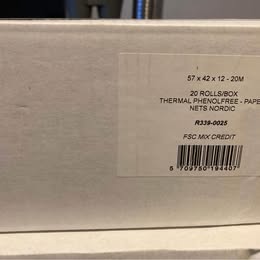 57 x 42 x 12 - 20M
20 ROLLS/BOX
THERMAL PHENOLFREE - PAPE
NETS NORDIC
R339-0025
FSC MIX CREDIT
5 709750 194407